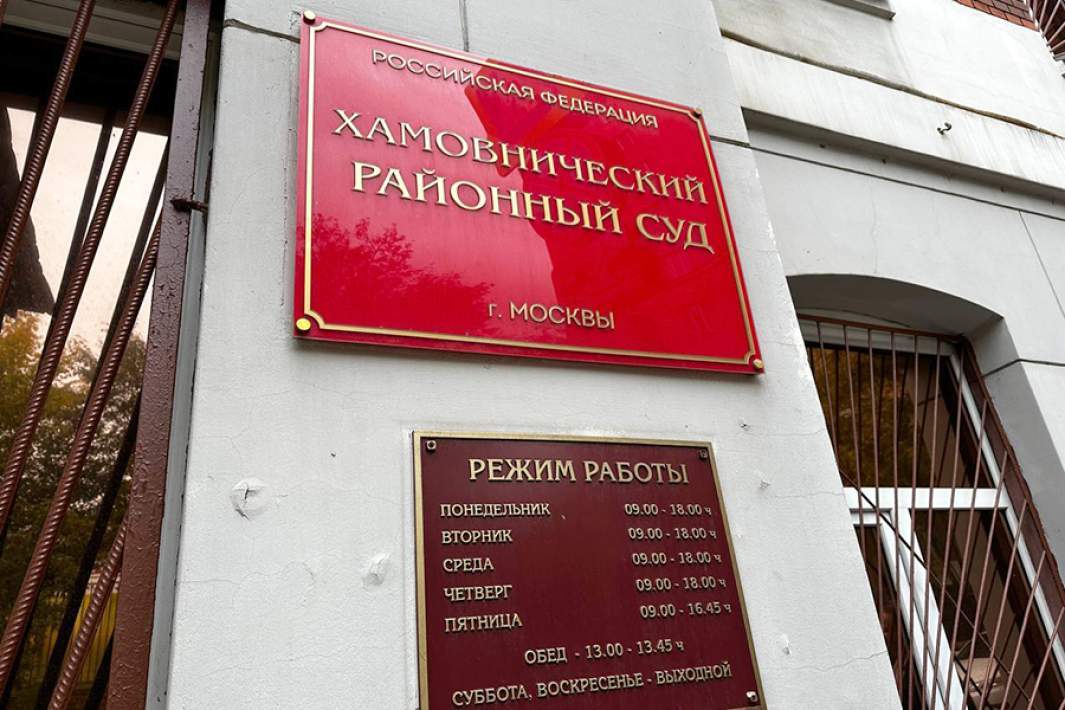 РОССИЙСКАЯ ФЕДЕРАЦИЯ
ХАМОВНИЧЕСКИЙ
РАЙОННЫЙ СУД
г. МОСКВЫ
РЕЖИМ РАБОТЫ
ПОНЕДЕЛЬНИК 09.00 - 18.00 ч
ВТОРНИК 09.00 - 18.00 ч
СРЕДА 09.00 - 18.00 ч
ЧЕТВЕРГ 09.00 - 18.00 ч
ПЯТНИЦА 09.00 - 16.45 ч
ОБЕД - 13.00 - 13.45 ч
СУББОТА, ВОСКРЕСЕНЬЕ - ВЫХОДНОЙ